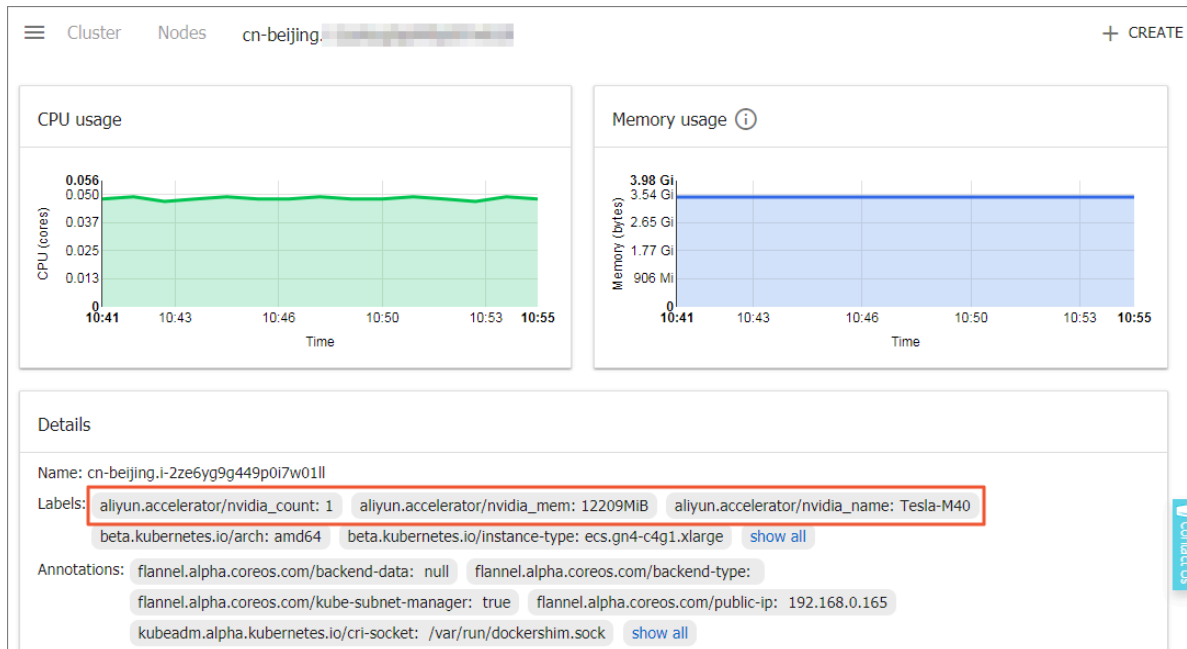 Cluster Nodes cn-beijing. + CREATE
CPU usage
0.056
0.050
0.037
0.025
0.013
0
CPU (cores)
10:41 10:43 10:46 10:50 10:53 10:55
Time
Memory usage i
3.98 Gi
3.54 Gi
2.65 Gi
1.77 Gi
906 Mi
0
Memory (bytes)
10:41 10:43 10:46 10:50 10:53 10:55
Time
Details
Name: cn-beijing.i-2ze6yg9g449p0i7w01ll
Labels: aliyun.accelerator/nvidia_count: 1 aliyun.accelerator/nvidia_mem: 12209MiB aliyun.accelerator/nvidia_name: Tesla-M40
beta.kubernetes.io/arch: amd64 beta.kubernetes.io/instance-type: ecs.gn4-c4g1.xlarge show all
Annotations: flannel.alpha.coreos.com/backend-data: null flannel.alpha.coreos.com/backend-type:
flannel.alpha.coreos.com/kube-subnet-manager: true flannel.alpha.coreos.com/public-ip: 192.168.0.165
kubeadm.alpha.kubernetes.io/cri-socket: /var/run/dockershim.sock show all
Contact Us